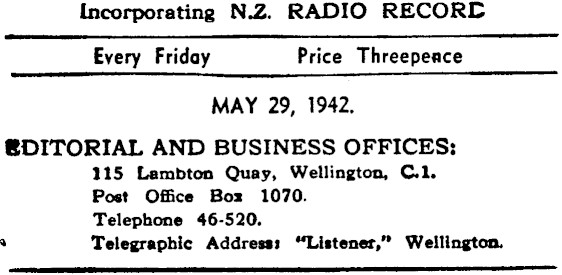 Incorporating N.Z. RADIO RECORD
Every Friday Price Threepence
MAY 29, 1942.
EDITORIAL AND BUSINESS OFFICES:
115 Lambton Quay, Wellington, C.1.
Post Office Box 1070.
Telephone 46-520.
Telegraphic Address: "Listener," Wellington.